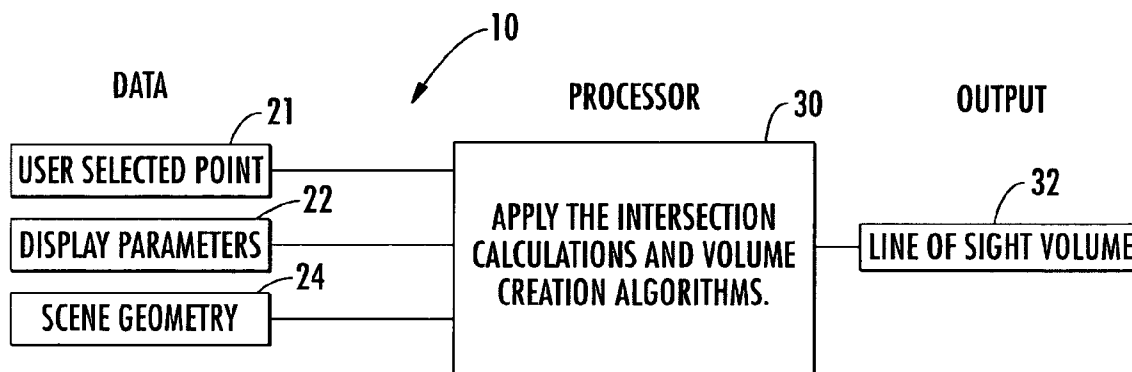 10
DATA
PROCESSOR
OUTPUT
21
30
USER SELECTED POINT
22
DISPLAY PARAMETERS
24
SCENE GEOMETRY
APPLY THE INTERSECTION
CALCULATIONS AND VOLUME
CREATION ALGORITHMS.
32
LINE OF SIGHT VOLUME